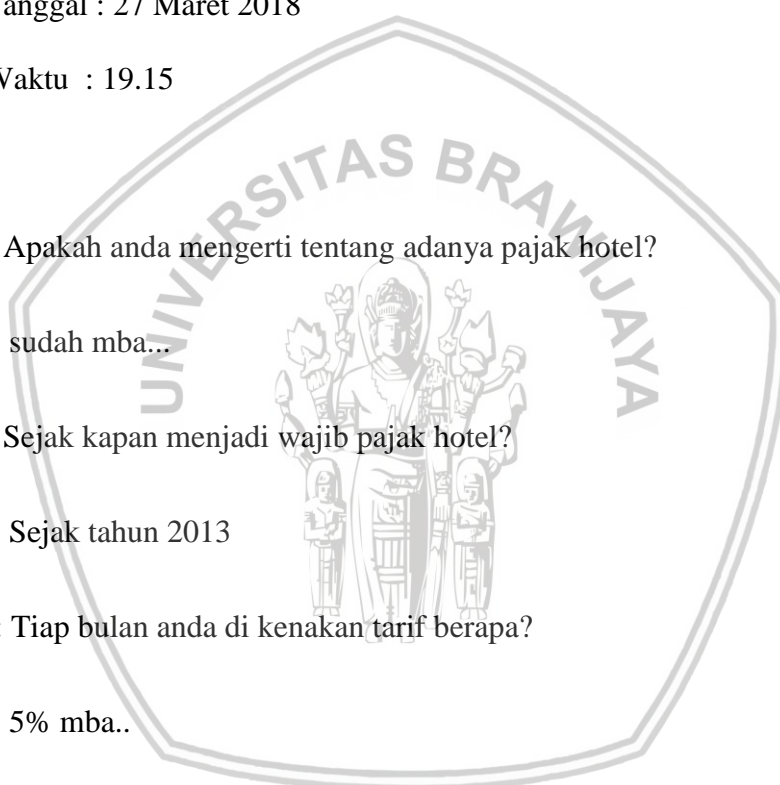 anggal : 27 Maret 2018
Waktu : 19.15
UNIVERSITAS BRAWIJAYA
Apakah anda mengerti tentang adanya pajak hotel?
sudah mba...
Sejak kapan menjadi wajib pajak hotel?
Sejak tahun 2013
: Tiap bulan anda di kenakan tarif berapa?
5% mba..